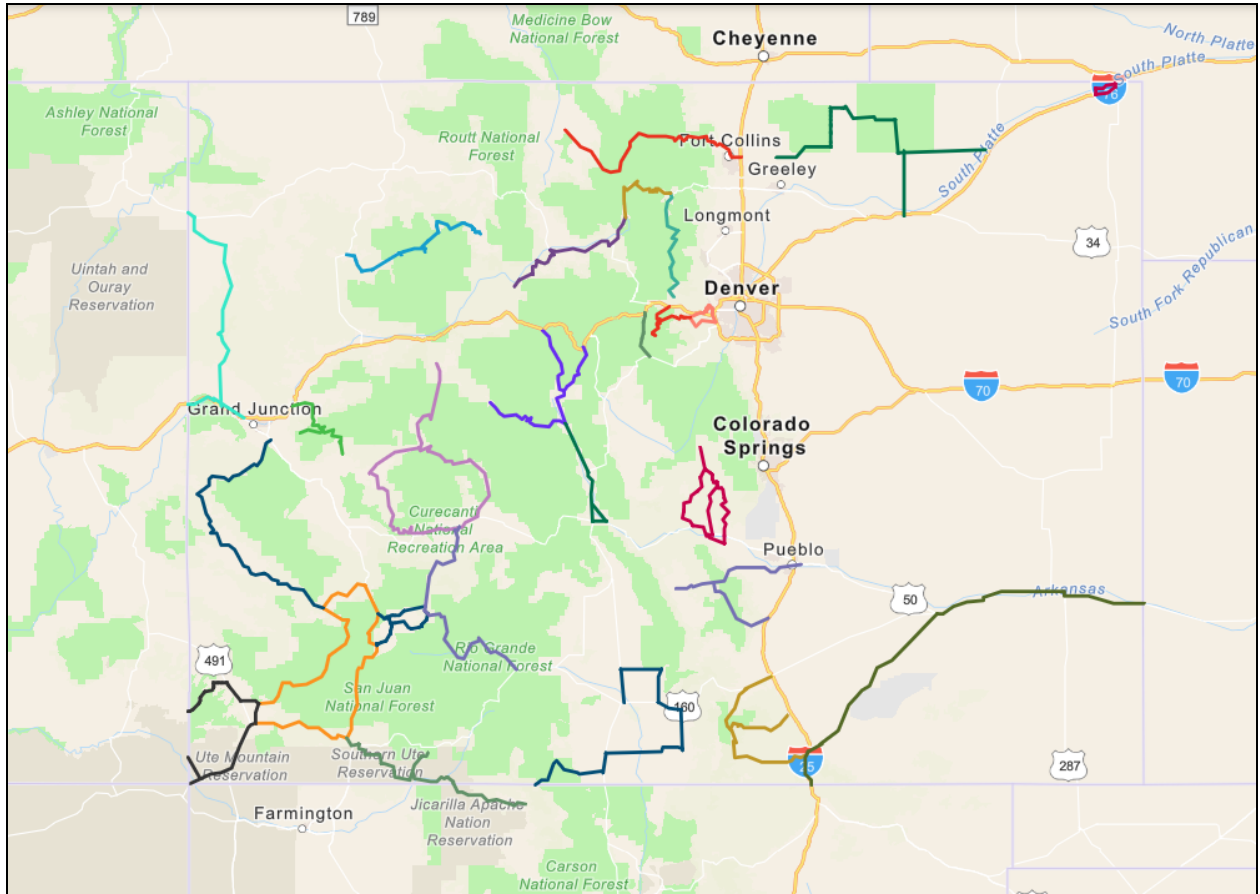 789
Medicine Bow
National Forest
Cheyenne
North Platte
South Platte
76
Ashley National
Forest
Routt National
Forest
Fort Collins
Greeley
South Platte
Longmont
34
Uintah and
Ouray
Reservation
South Fork Republican
Denver
70
70
Grand Junction
Colorado
Springs
Curecanti
National
Recreation Area
Pueblo
50
Arkansas
491
Rio Grande
National Forest
San Juan
National Forest
160
Ute Mountain
Reservation
Southern Ute
Reservation
25
287
Farmington
Jicarilla Apache
Nation
Reservation
Carson
National Forest